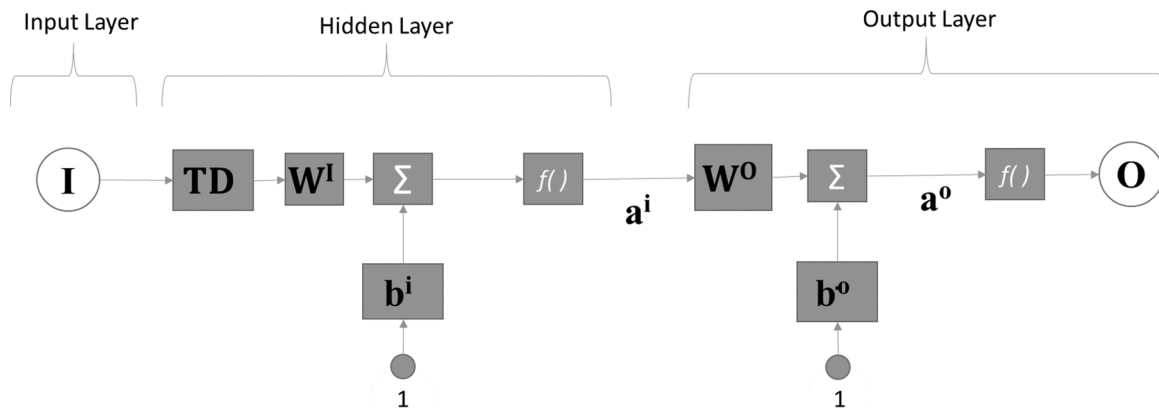 Input Layer
Hidden Layer
Output Layer
I
TD
W^I
Σ
f()
a^i
W^O
Σ
a^o
f()
O
b^i
b^o
1
1